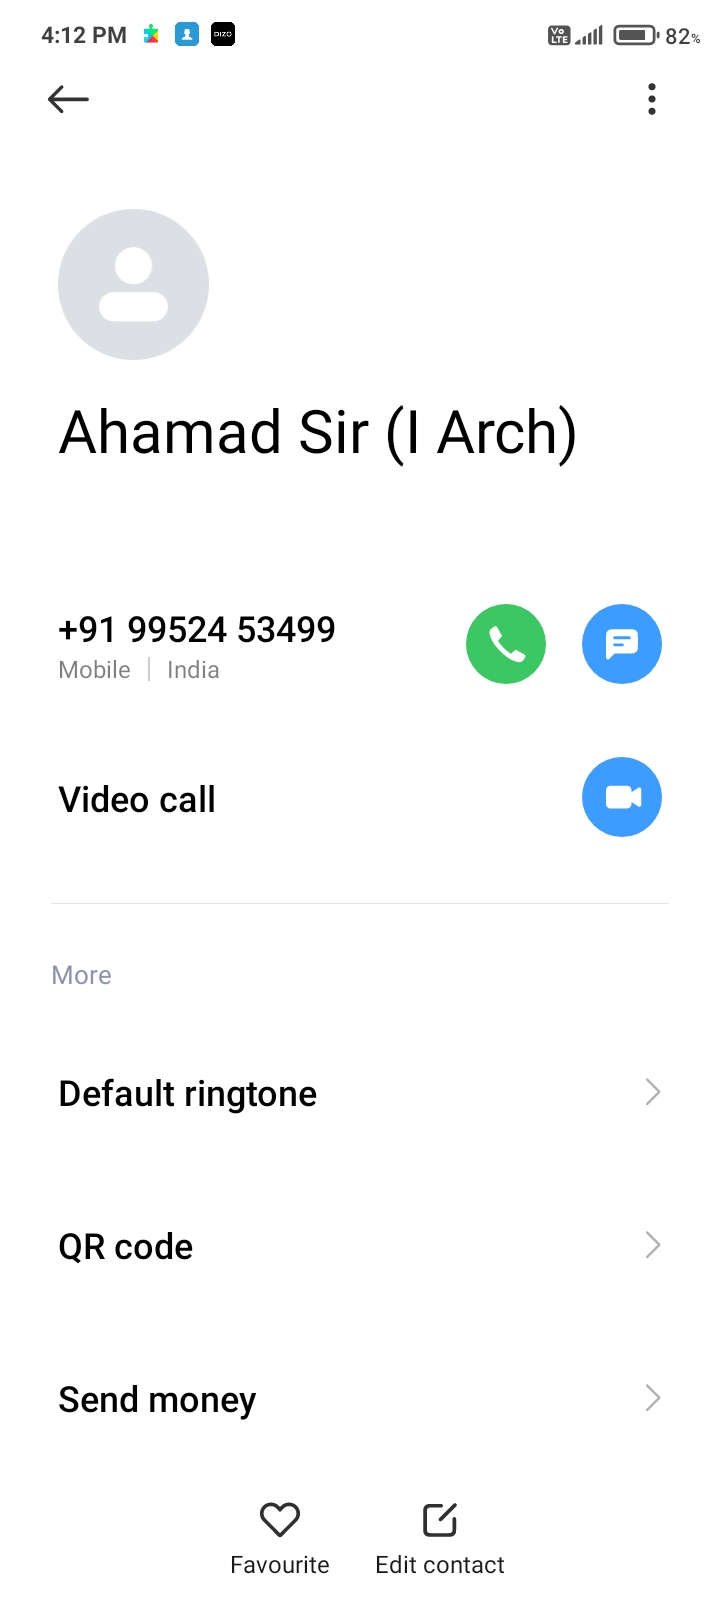 4:12 PM DIZO Vo LTE 82%
Ahamad Sir (I Arch)
+91 99524 53499
Mobile | India
Video call
More
Default ringtone
QR code
Send money
Favourite Edit contact